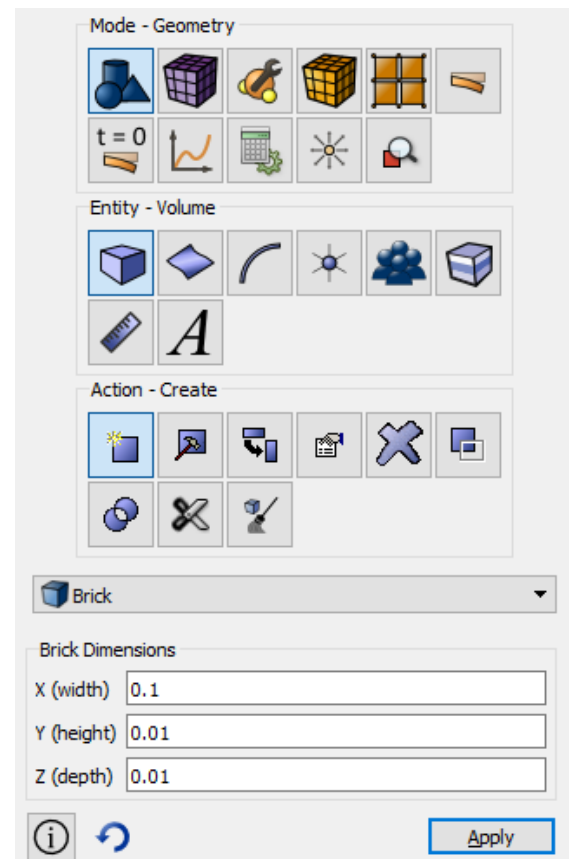 Mode - Geometry
t = 0
Entity - Volume
A
Action - Create
Brick
Brick Dimensions
X (width) 0.1
Y (height) 0.01
Z (depth) 0.01
i Apply